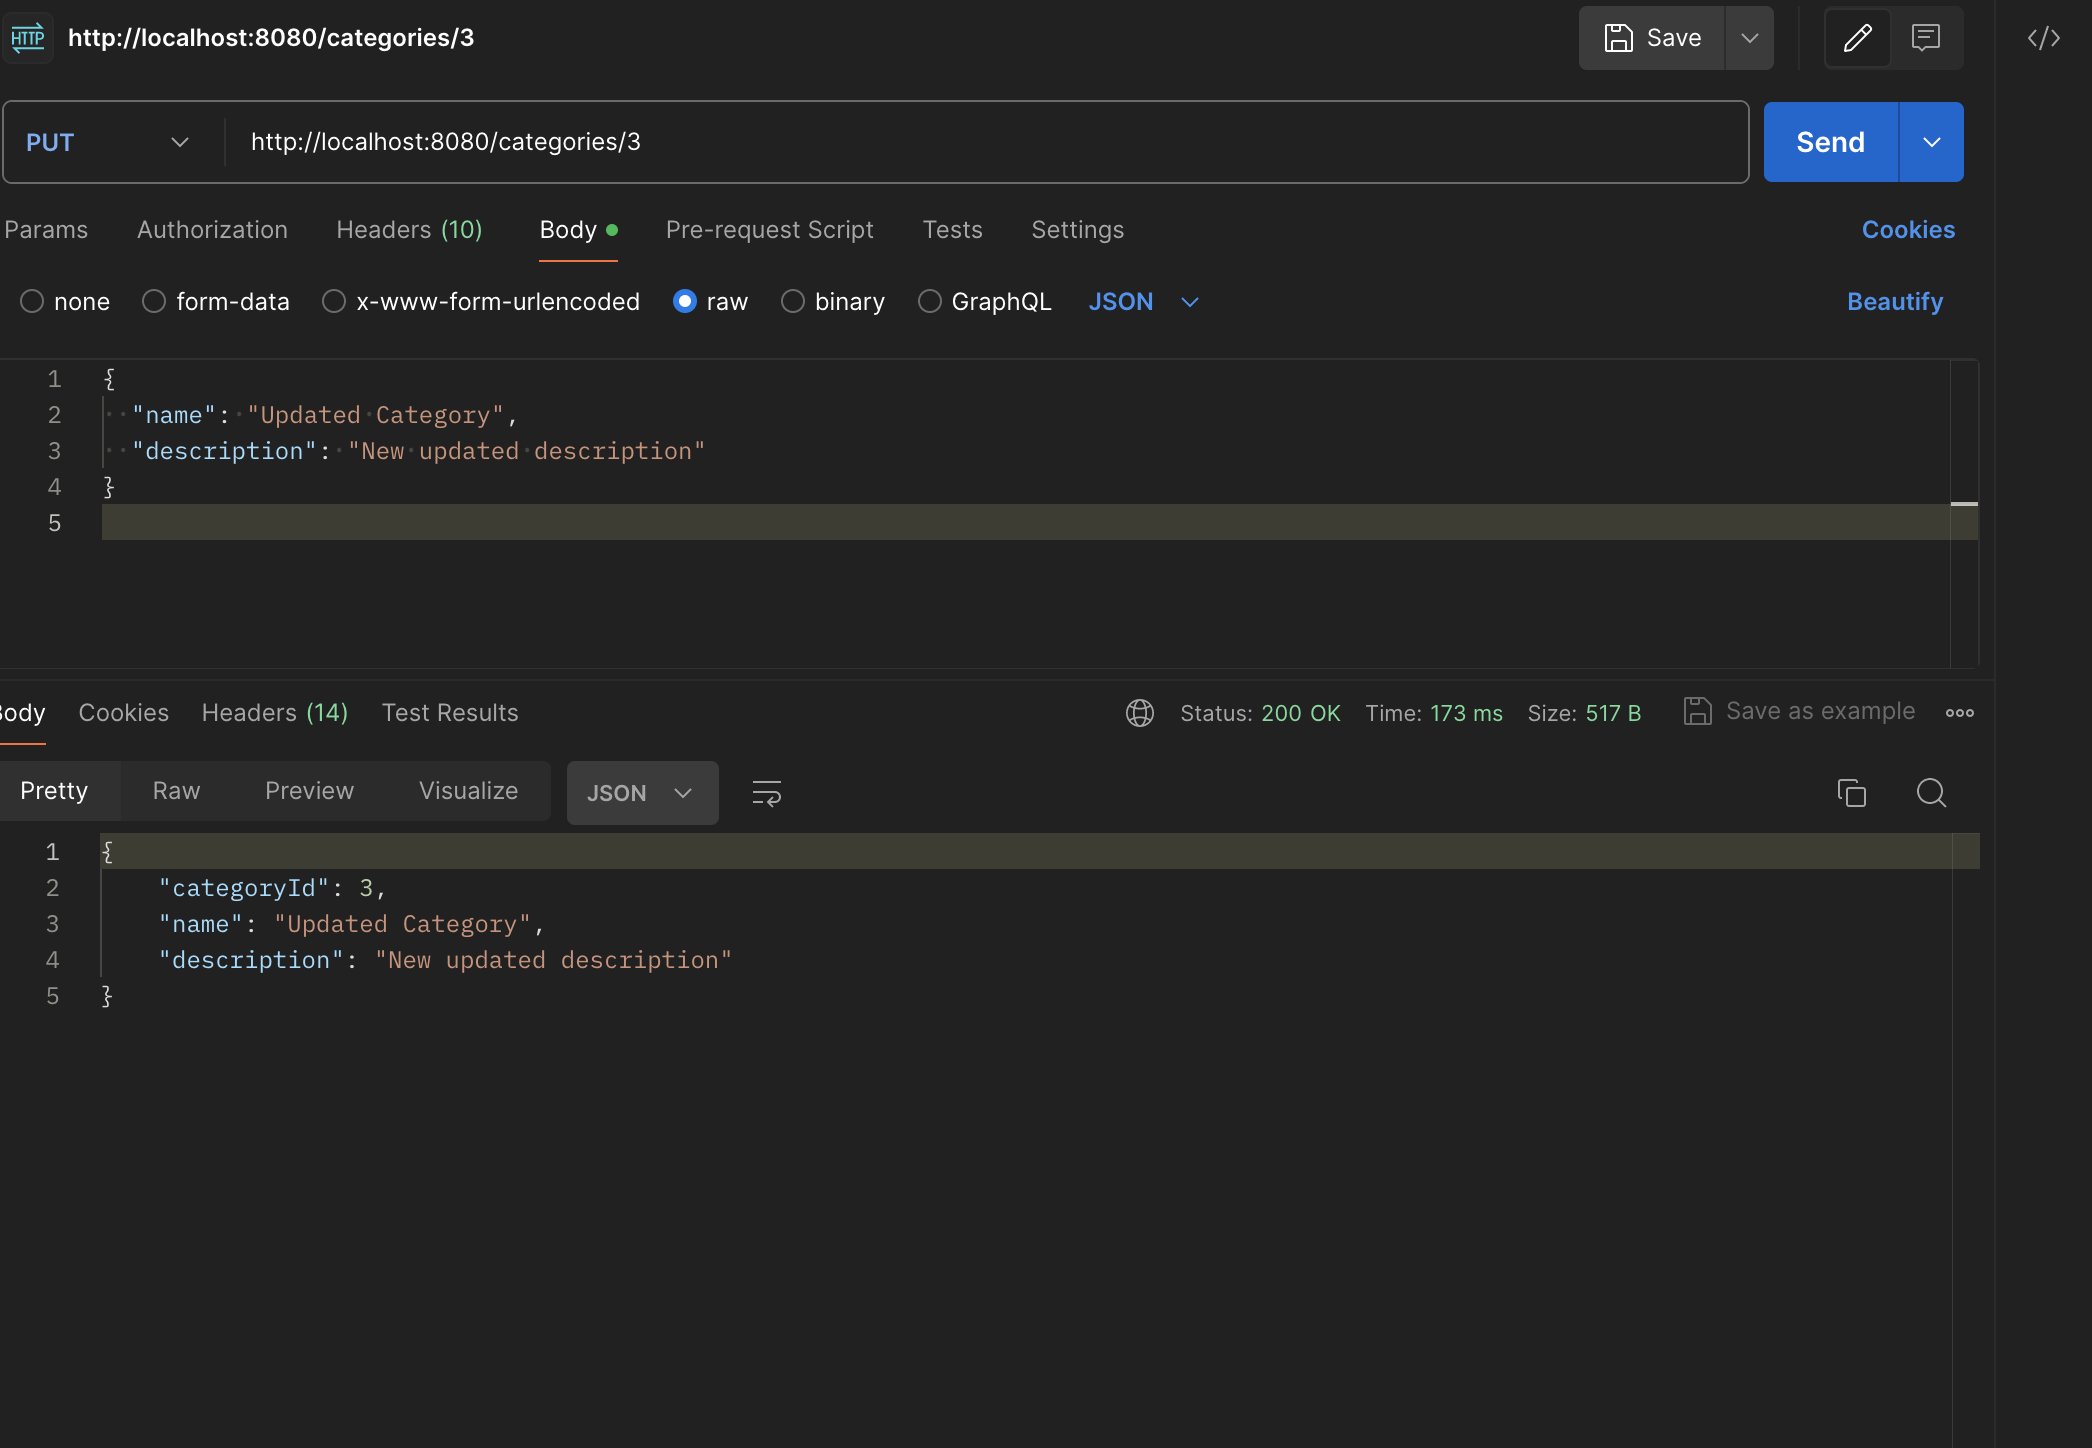 HTTP http://localhost:8080/categories/3 Save </>
PUT http://localhost:8080/categories/3 Send
Params Authorization Headers (10) Body Pre-request Script Tests Settings Cookies
none form-data x-www-form-urlencoded raw binary GraphQL JSON Beautify
1 {
2 "name": "Updated Category",
3 "description": "New updated description"
4 }
5
Body Cookies Headers (14) Test Results Status: 200 OK Time: 173 ms Size: 517 B Save as example
Pretty Raw Preview Visualize JSON
1 {
2 "categoryId": 3,
3 "name": "Updated Category",
4 "description": "New updated description"
5 }